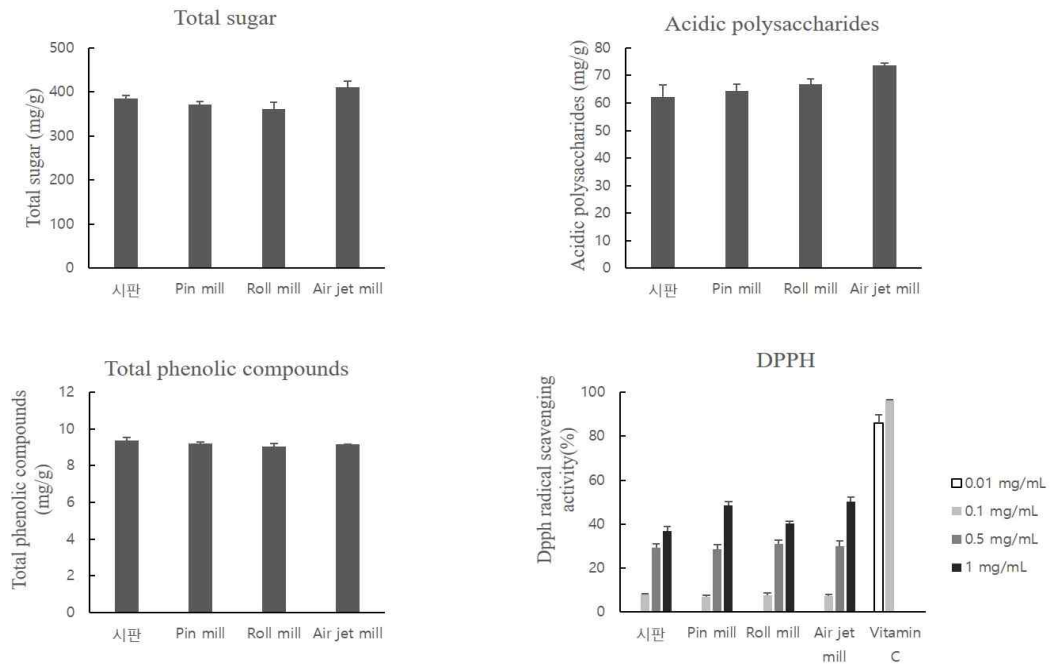 Total sugar
Total sugar (mg/g)
500
400
300
200
100
0
시판 Pin mill Roll mill Air jet mill
Acidic polysaccharides
Acidic polysaccharides (mg/g)
80
70
60
50
40
30
20
10
0
시판 Pin mill Roll mill Air jet mill
Total phenolic compounds
Total phenolic compounds
(mg/g)
12
10
8
6
4
2
0
시판 Pin mill Roll mill Air jet mill
DPPH
Dpph radical scavenging
activity(%)
100
80
60
40
20
0
시판 Pin mill Roll mill Air jet Vitamin
mill C
0.01 mg/mL
0.1 mg/mL
0.5 mg/mL
1 mg/mL